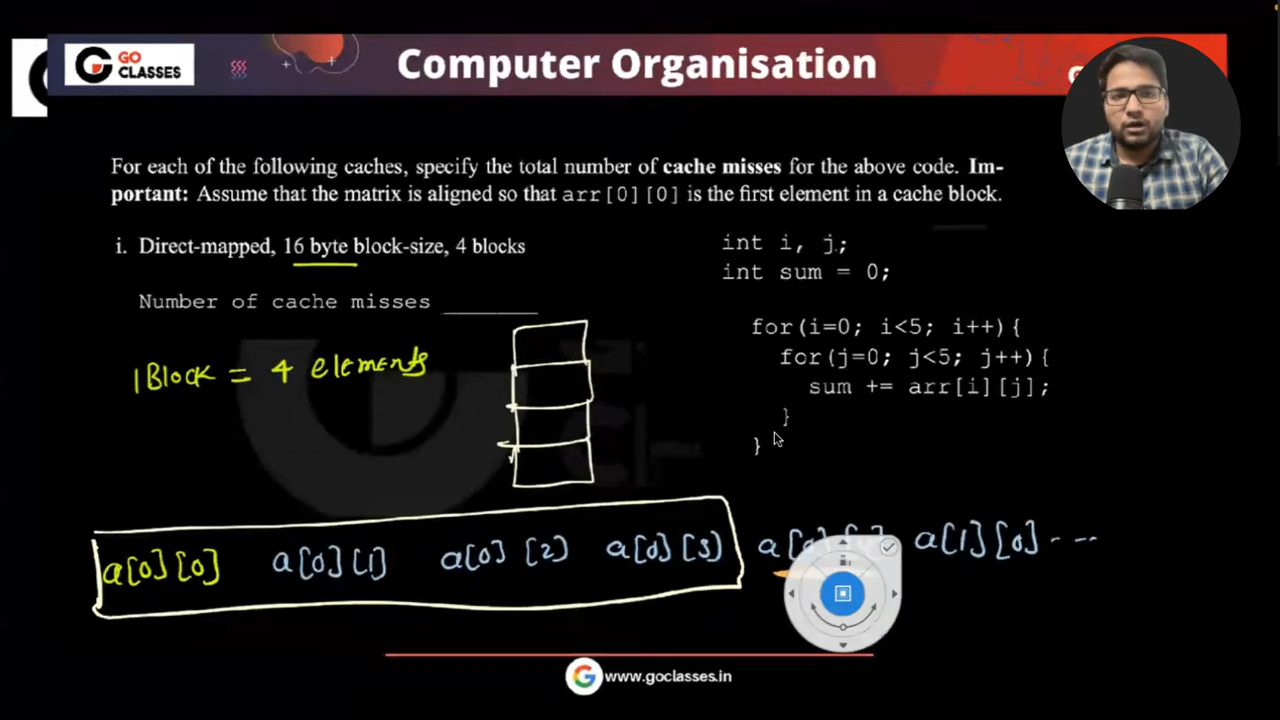 GO
CLASSES
Computer Organisation
For each of the following caches, specify the total number of cache misses for the above code. Im-
portant: Assume that the matrix is aligned so that arr[0][0] is the first element in a cache block.
i. Direct-mapped, 16 byte block-size, 4 blocks
Number of cache misses ________
1 Block = 4 elements
int i, j;
int sum = 0;
for(i=0; i<5; i++){
for(j=0; j<5; j++){
sum += arr[i][j];
}
}
a[0][0] a[0][1] a[0][2] a[0][3] a[1][0] - - -
www.goclasses.in